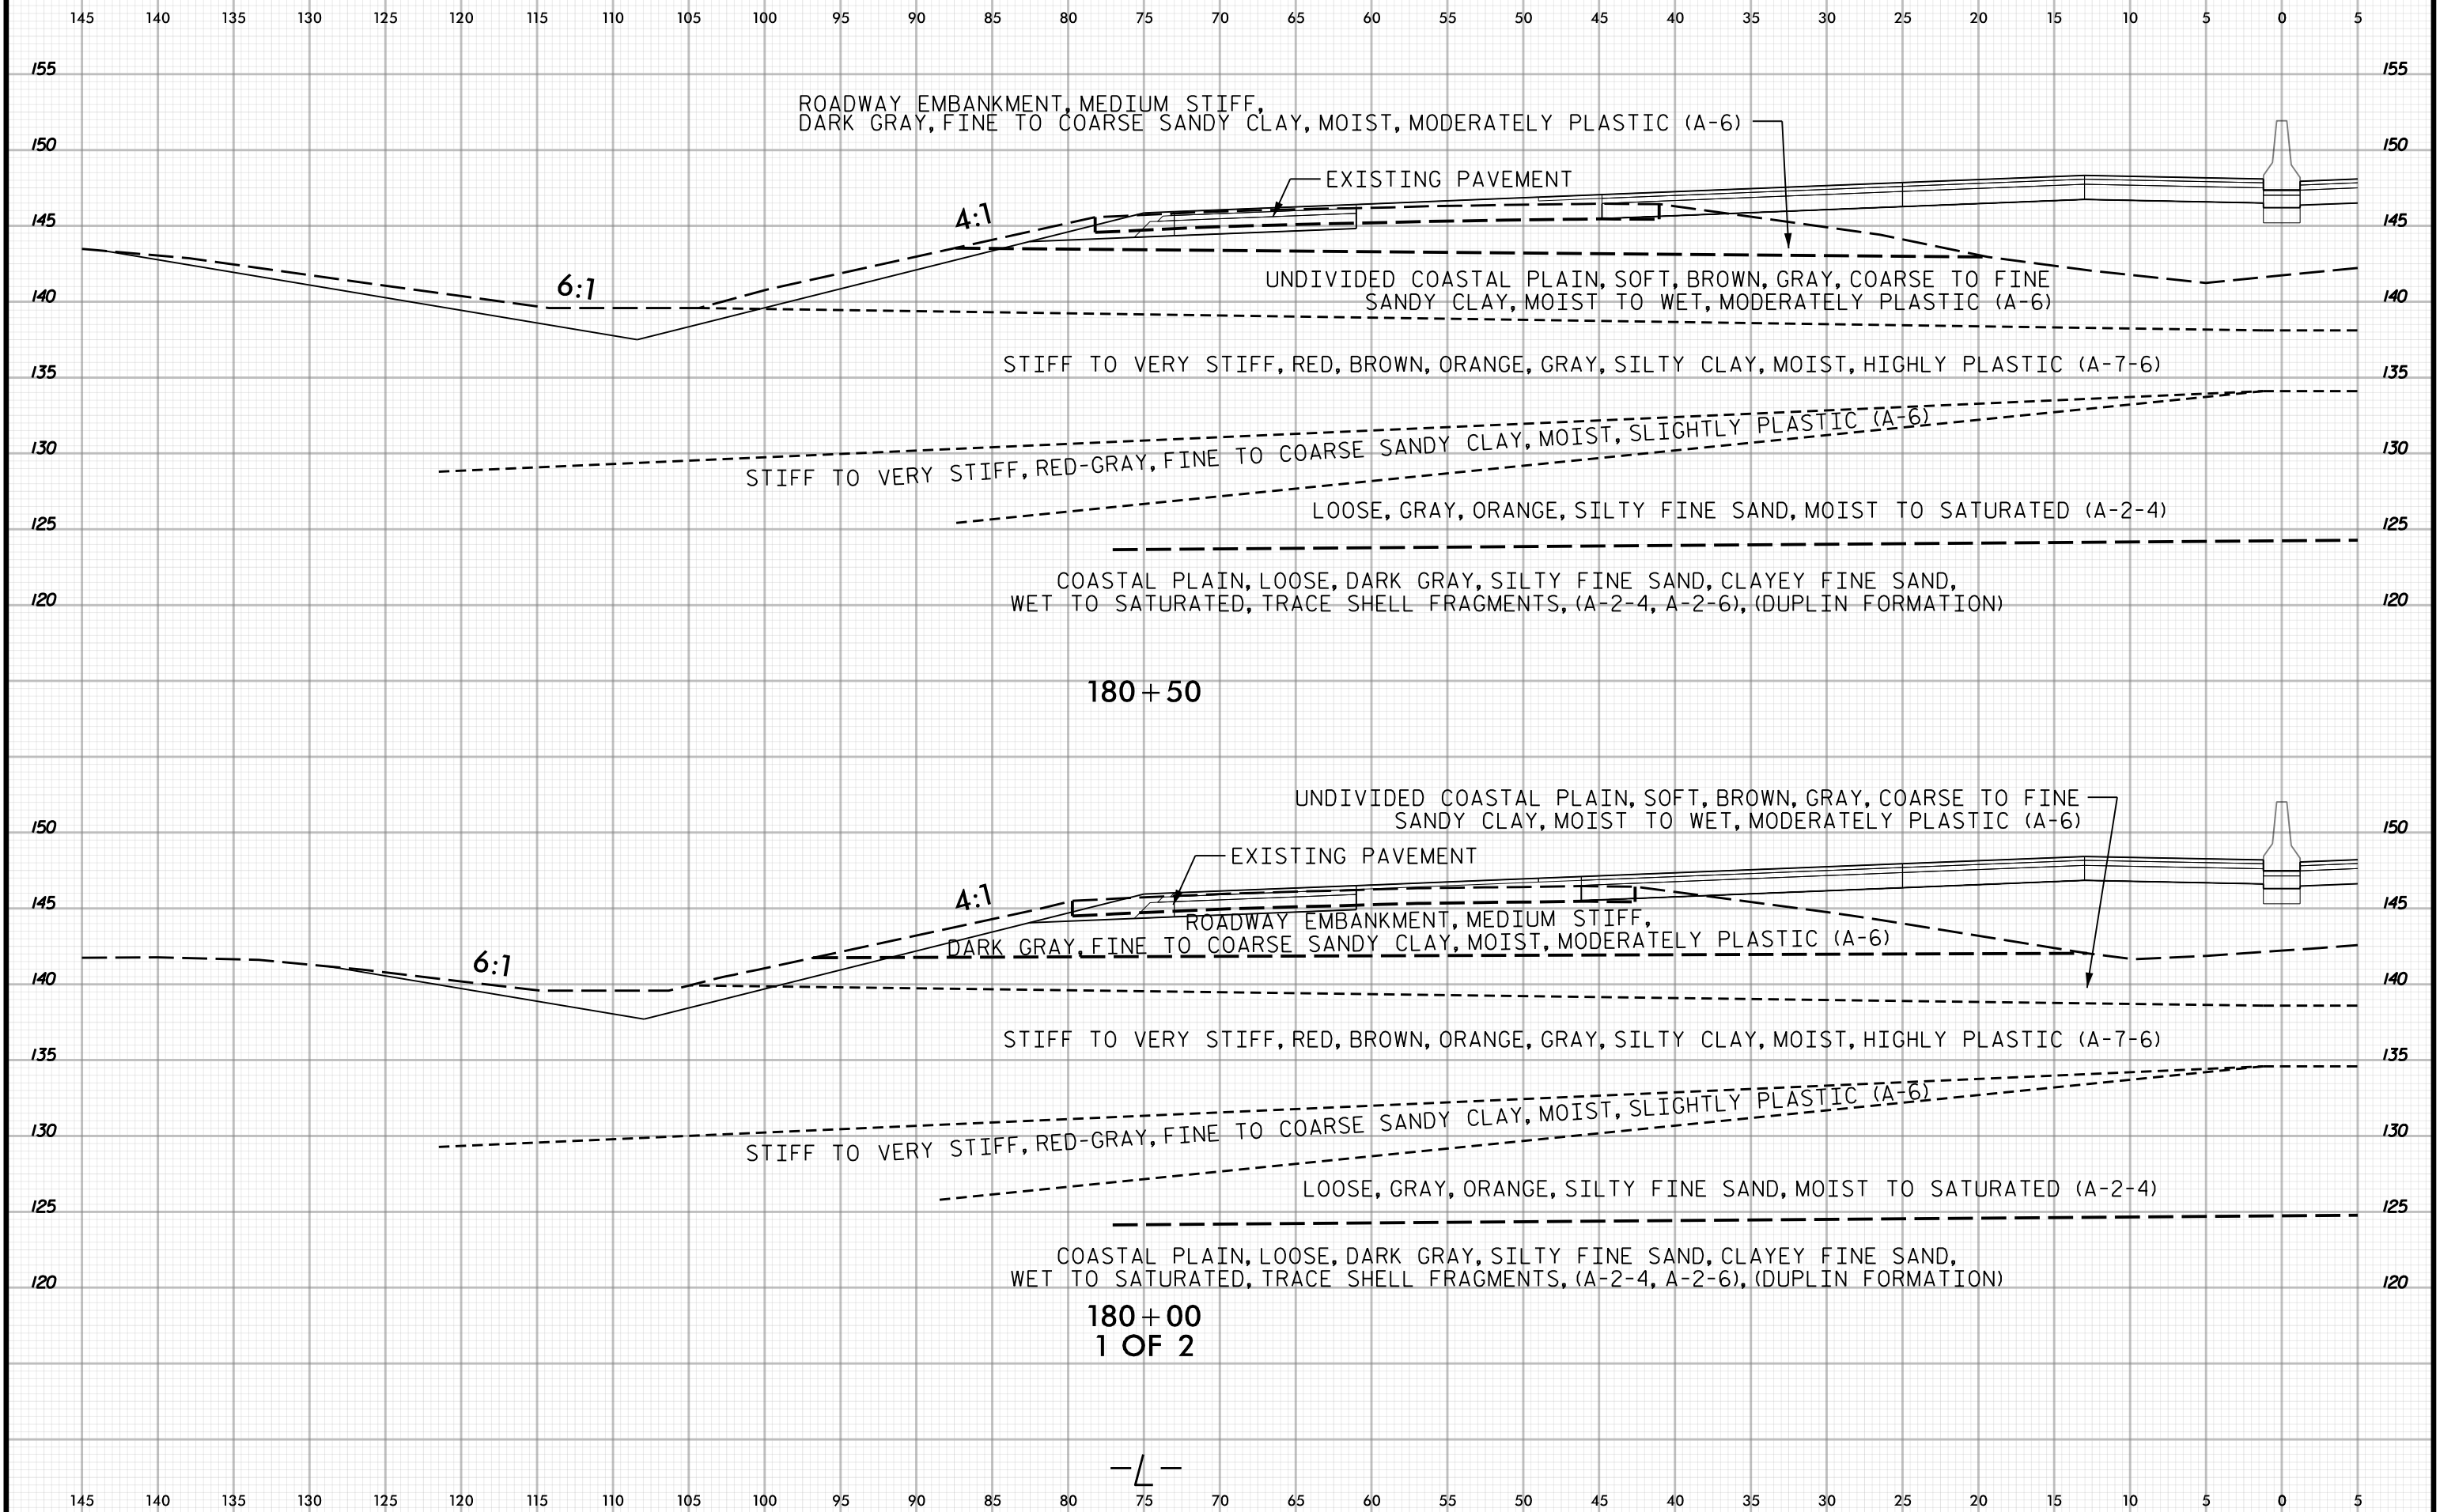 145 140 135 130 125 120 115 110 105 100 95 90 85 80 75 70 65 60 55 50 45 40 35 30 25 20 15 10 5 0 5
155 155
ROADWAY EMBANKMENT, MEDIUM STIFF,
DARK GRAY, FINE TO COARSE SANDY CLAY, MOIST, MODERATELY PLASTIC (A-6)
150 150
EXISTING PAVEMENT
4:1
145 145
UNDIVIDED COASTAL PLAIN, SOFT, BROWN, GRAY, COARSE TO FINE
6:1
140 SANDY CLAY, MOIST TO WET, MODERATELY PLASTIC (A-6) 140
STIFF TO VERY STIFF, RED, BROWN, ORANGE, GRAY, SILTY CLAY, MOIST, HIGHLY PLASTIC (A-7-6)
135 135
STIFF TO VERY STIFF, RED-GRAY, FINE TO COARSE SANDY CLAY, MOIST, SLIGHTLY PLASTIC (A-6)
130 130
LOOSE, GRAY, ORANGE, SILTY FINE SAND, MOIST TO SATURATED (A-2-4)
125 125
COASTAL PLAIN, LOOSE, DARK GRAY, SILTY FINE SAND, CLAYEY FINE SAND,
120 WET TO SATURATED, TRACE SHELL FRAGMENTS, (A-2-4, A-2-6), (DUPLIN FORMATION) 120
180+50
UNDIVIDED COASTAL PLAIN, SOFT, BROWN, GRAY, COARSE TO FINE
150 SANDY CLAY, MOIST TO WET, MODERATELY PLASTIC (A-6) 150
EXISTING PAVEMENT
4:1
145 145
ROADWAY EMBANKMENT, MEDIUM STIFF,
DARK GRAY, FINE TO COARSE SANDY CLAY, MOIST, MODERATELY PLASTIC (A-6)
6:1
140 140
STIFF TO VERY STIFF, RED, BROWN, ORANGE, GRAY, SILTY CLAY, MOIST, HIGHLY PLASTIC (A-7-6)
135 135
STIFF TO VERY STIFF, RED-GRAY, FINE TO COARSE SANDY CLAY, MOIST, SLIGHTLY PLASTIC (A-6)
130 130
LOOSE, GRAY, ORANGE, SILTY FINE SAND, MOIST TO SATURATED (A-2-4)
125 125
COASTAL PLAIN, LOOSE, DARK GRAY, SILTY FINE SAND, CLAYEY FINE SAND,
120 WET TO SATURATED, TRACE SHELL FRAGMENTS, (A-2-4, A-2-6), (DUPLIN FORMATION) 120
180+00
1 OF 2
-L-
145 140 135 130 125 120 115 110 105 100 95 90 85 80 75 70 65 60 55 50 45 40 35 30 25 20 15 10 5 0 5